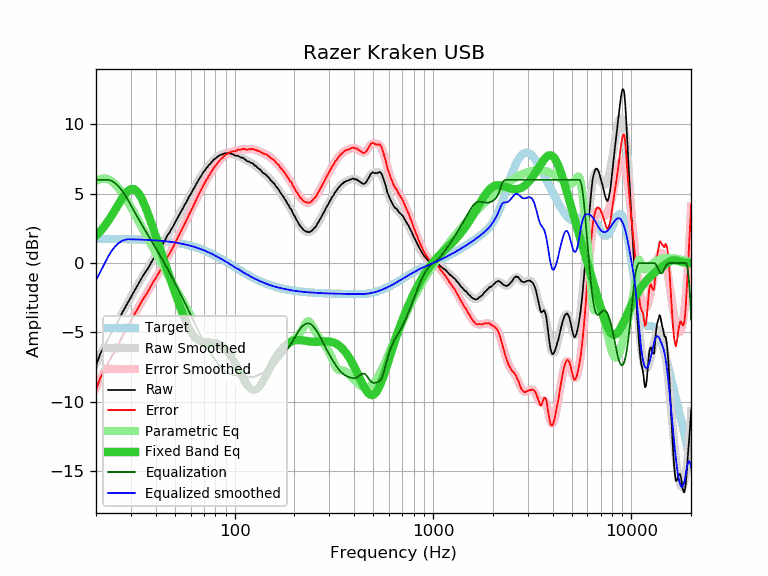 Razer Kraken USB
Amplitude (dBr)
10
5
0
−5
−10
−15
Target
Raw Smoothed
Error Smoothed
Raw
Error
Parametric Eq
Fixed Band Eq
Equalization
Equalized smoothed
100
1000
10000
Frequency (Hz)